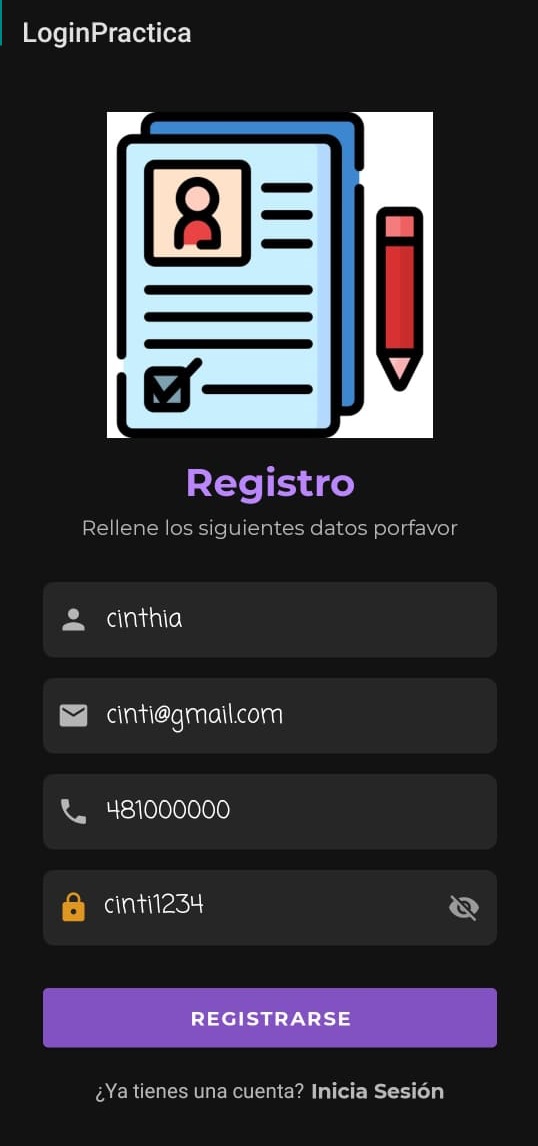 LoginPractica
Registro
Rellene los siguientes datos porfavor
cinthia
cinti@gmail.com
481000000
cinti1234
REGISTRARSE
¿Ya tienes una cuenta? Inicia Sesión